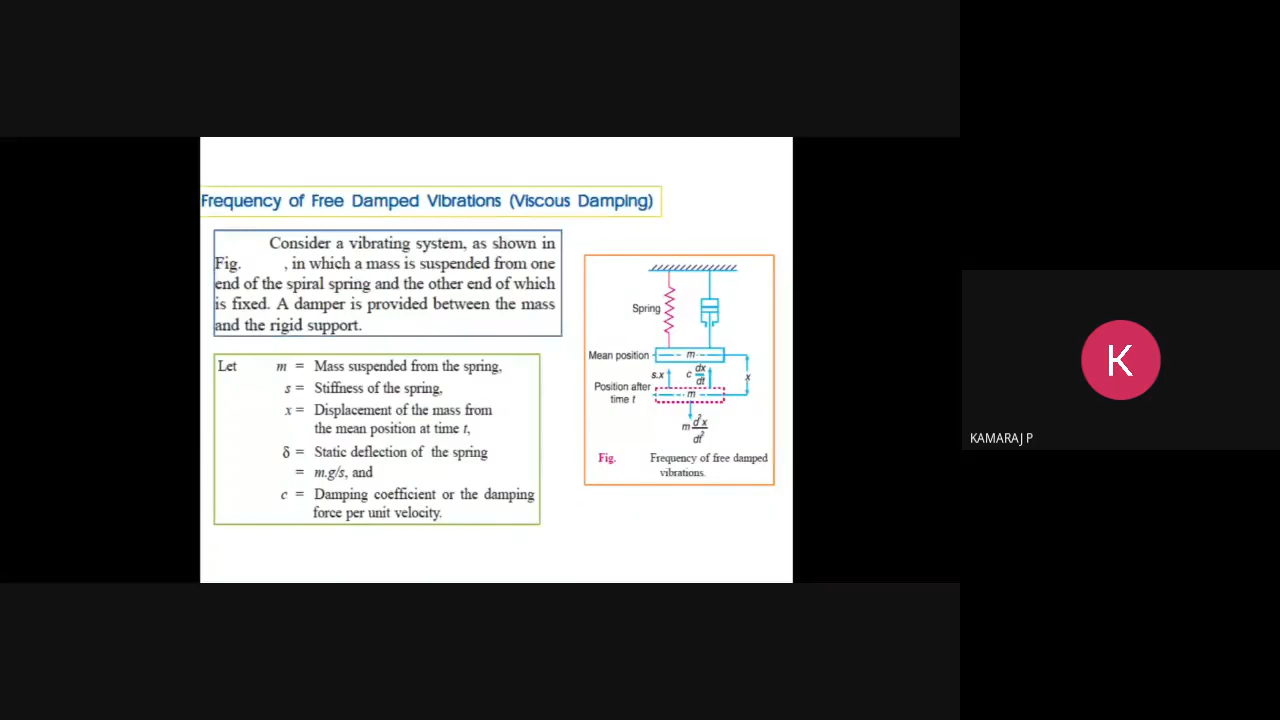 Frequency of Free Damped Vibrations (Viscous Damping)
Consider a vibrating system, as shown in
Fig. , in which a mass is suspended from one
end of the spiral spring and the other end of which
is fixed. A damper is provided between the mass
and the rigid support.
Let m = Mass suspended from the spring,
s = Stiffness of the spring,
x = Displacement of the mass from
the mean position at time t,
δ = Static deflection of the spring
= m.g/s, and
c = Damping coefficient or the damping
force per unit velocity.
Spring
Mean position
m
s.x
c dx/dt
x
Position after
time t
m
m d²x/dt²
Fig. Frequency of free damped
vibrations.
K
KAMARAJ P